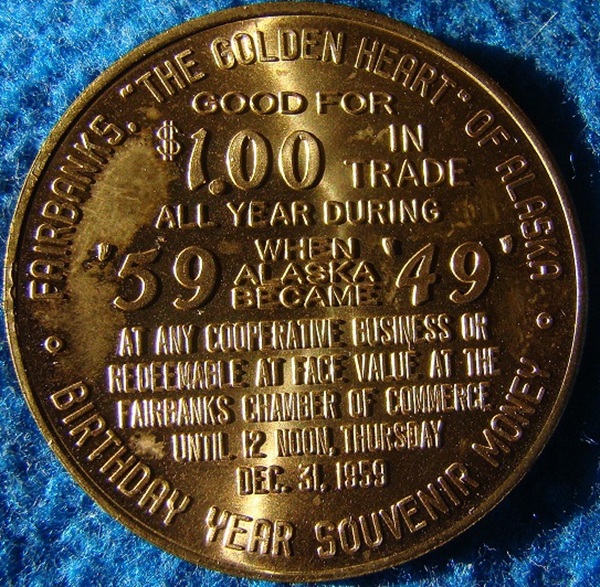 FAIRBANKS, "THE GOLDEN HEART" OF ALASKA
GOOD FOR
$1.00 IN TRADE
ALL YEAR DURING
'59 WHEN ALASKA BECAME '49'
AT ANY COOPERATIVE BUSINESS OR
REDEEMABLE AT FACE VALUE AT THE
FAIRBANKS CHAMBER OF COMMERCE
UNTIL 12 NOON, THURSDAY
DEC. 31, 1959
BIRTHDAY YEAR SOUVENIR MONEY